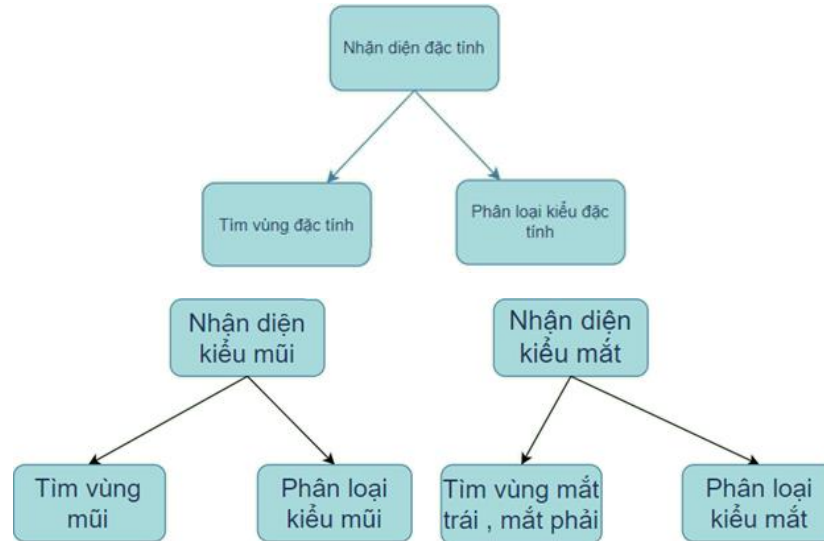 Nhận diện đặc tính
Tìm vùng đặc tính
Phân loại kiểu đặc
tính
Nhận diện
kiểu mũi
Nhận diện
kiểu mắt
Tìm vùng
mũi
Phân loại
kiểu mũi
Tìm vùng mắt
trái , mắt phải
Phân loại
kiểu mắt